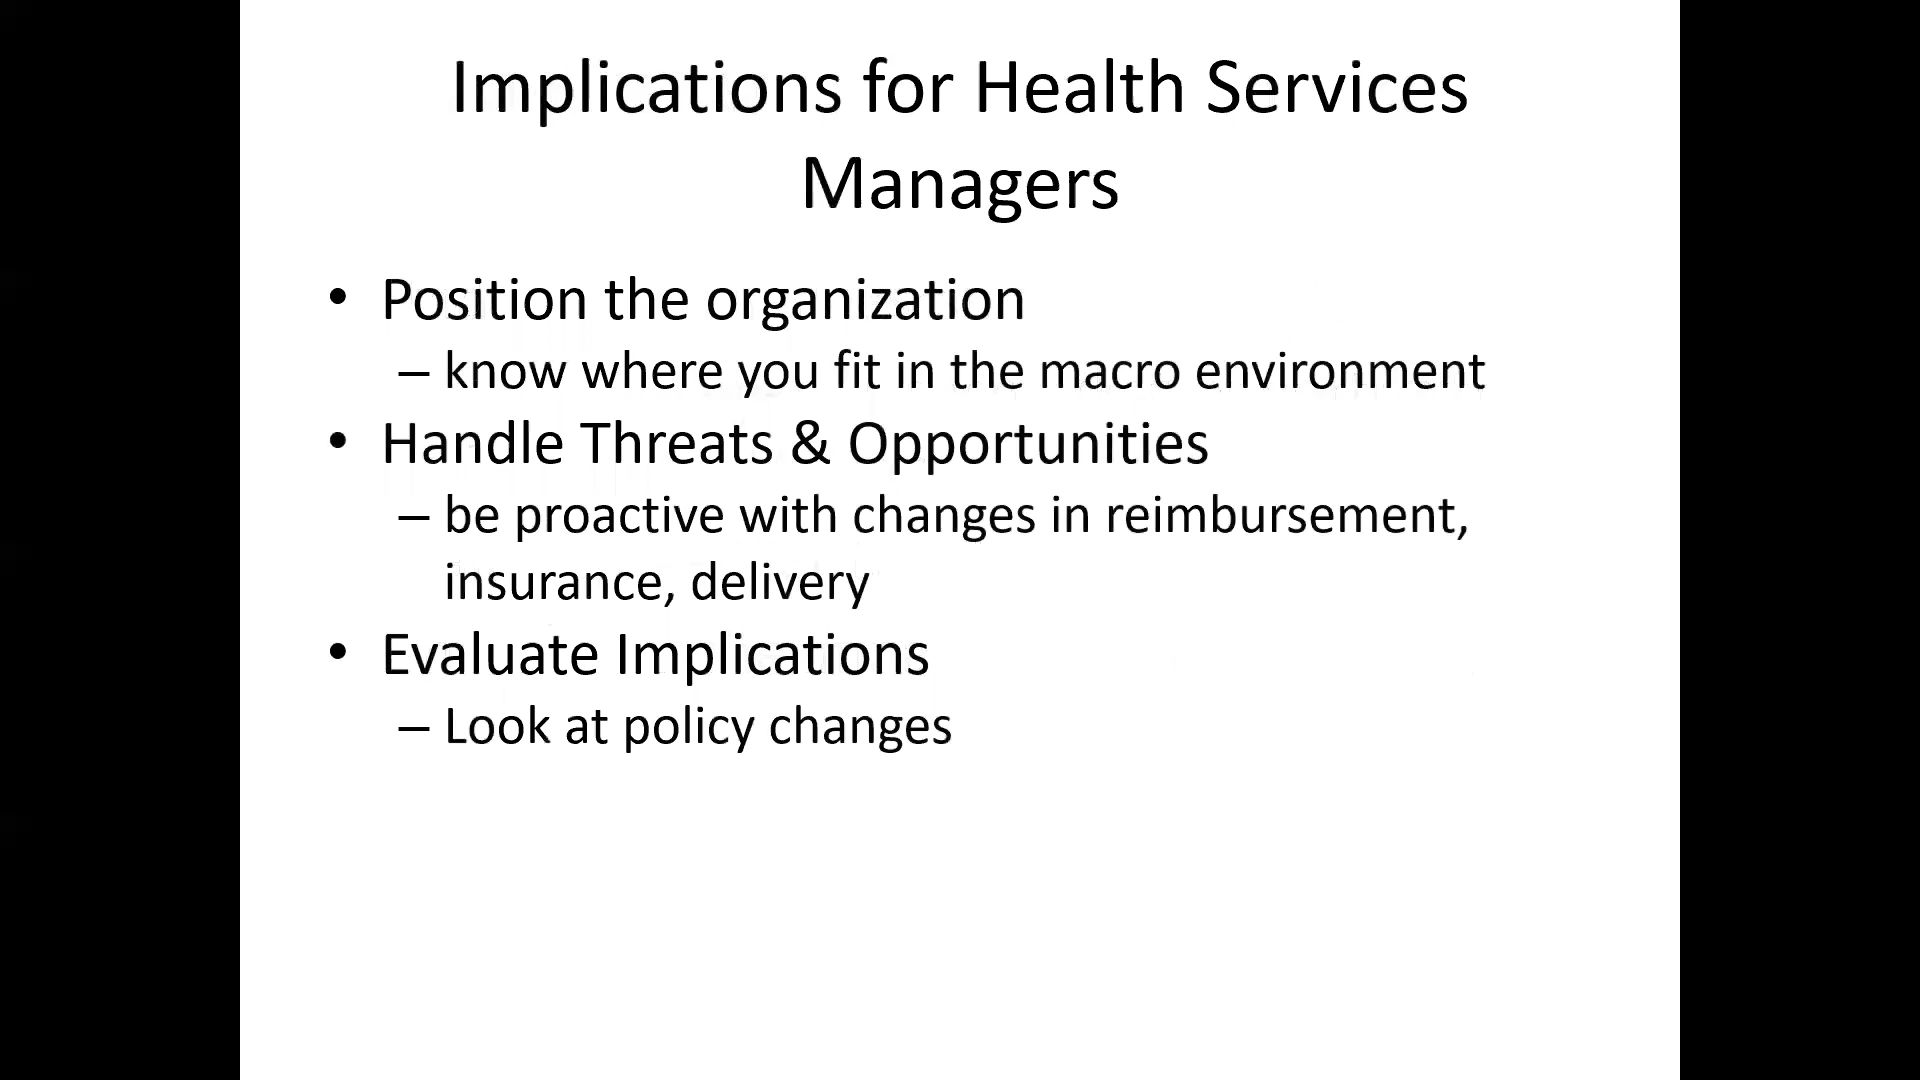 Implications for Health Services
Managers
• Position the organization
– know where you fit in the macro environment
• Handle Threats & Opportunities
– be proactive with changes in reimbursement,
insurance, delivery
• Evaluate Implications
– Look at policy changes